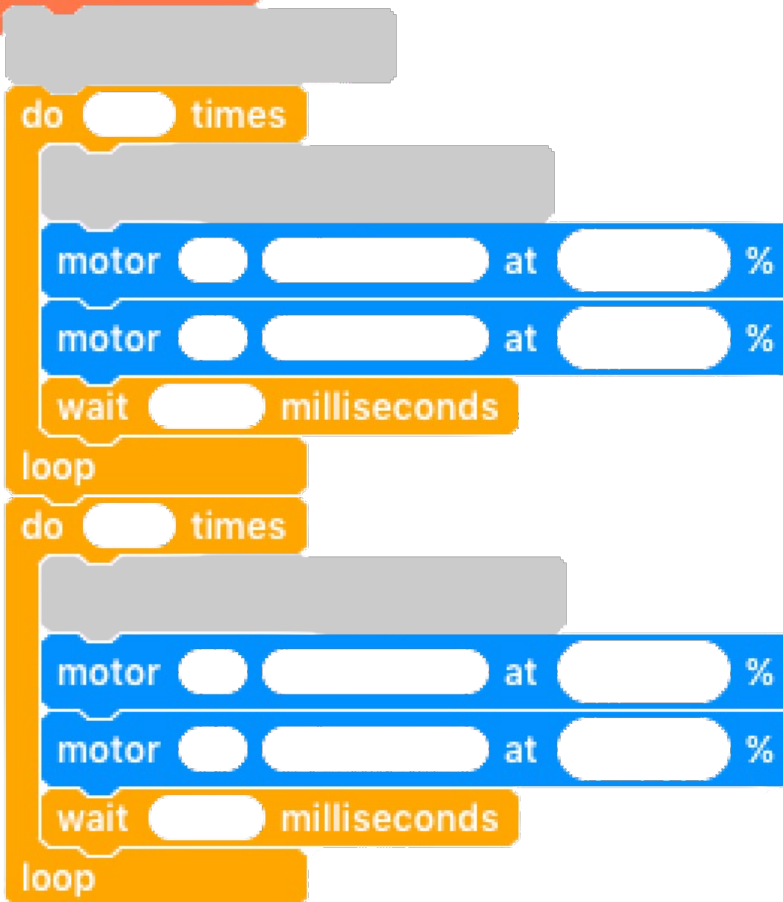 do times
motor at %
motor at %
wait milliseconds
loop
do times
motor at %
motor at %
wait milliseconds
loop